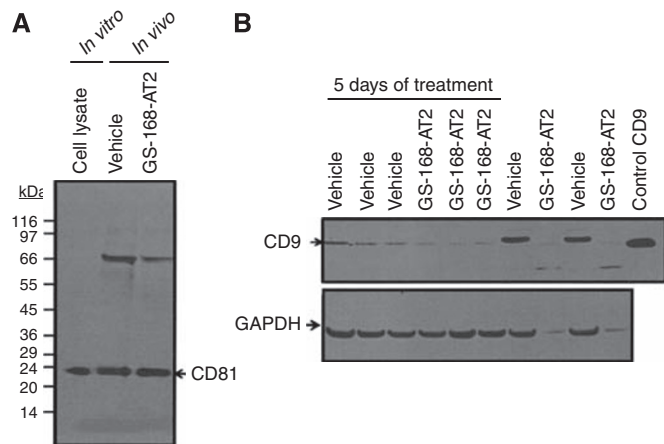 A
In vitro
In vivo
Cell lysate
Vehicle
GS-168-AT2
kDa
116
97
66
55
45
36
29
24
20
14
CD81
B
5 days of treatment
Vehicle
Vehicle
Vehicle
GS-168-AT2
GS-168-AT2
GS-168-AT2
Vehicle
GS-168-AT2
Vehicle
GS-168-AT2
Control CD9
CD9
GAPDH